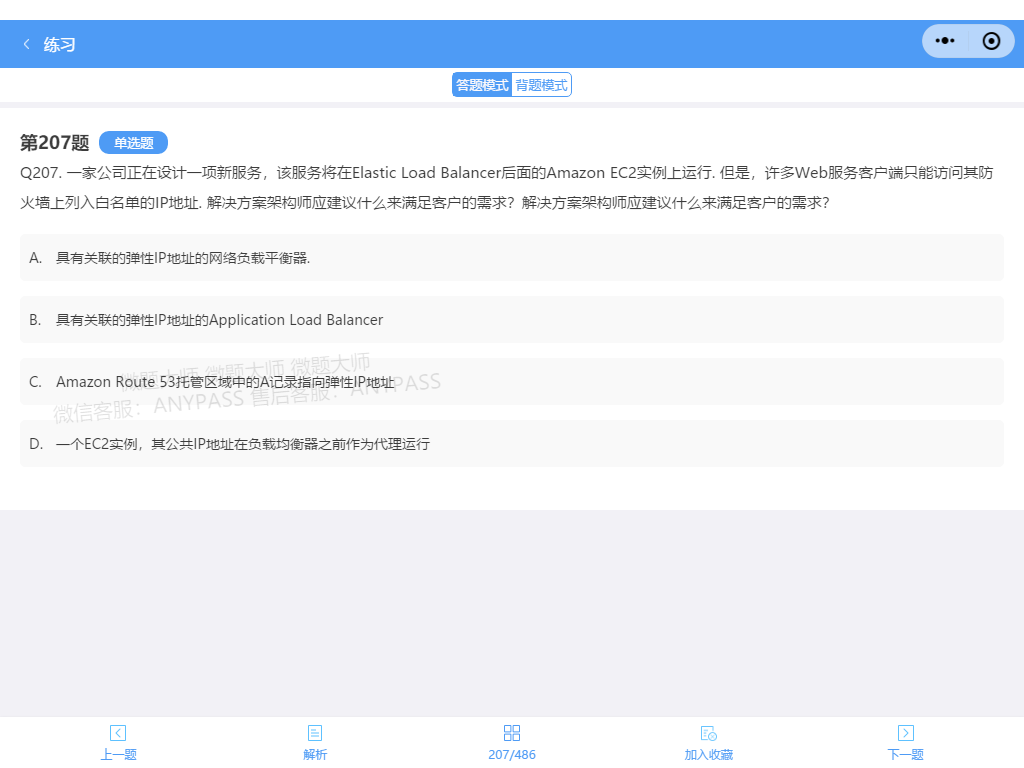 练习
答题模式 背题模式
第207题 单选题
Q207. 一家公司正在设计一项新服务，该服务将在Elastic Load Balancer后面的Amazon EC2实例上运行. 但是，许多Web服务客户端只能访问其防
火墙上列入白名单的IP地址. 解决方案架构师应建议什么来满足客户的需求？解决方案架构师应建议什么来满足客户的需求？
A. 具有关联的弹性IP地址的网络负载平衡器.
B. 具有关联的弹性IP地址的Application Load Balancer
微题大师 微题大师 微题大师
C. Amazon Route 53托管区域中的A记录指向弹性IP地址
微信客服：ANYPASS 售后客服：ANYPASS
D. 一个EC2实例，其公共IP地址在负载均衡器之前作为代理运行
上一题 解析 207/486 加入收藏 下一题